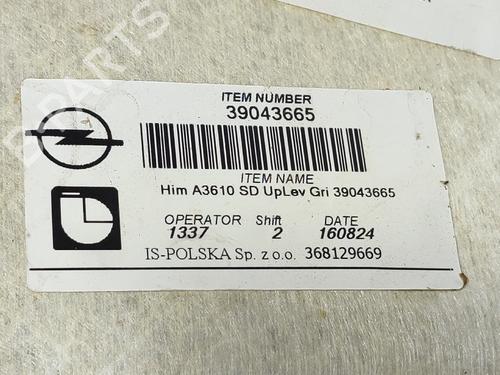 ITEM NUMBER
39043665
ITEM NAME
Him A3610 SD UpLev Gri 39043665
OPERATOR Shift DATE
1337 2 160824
IS-POLSKA Sp. z o.o. 368129669
B-PARTS